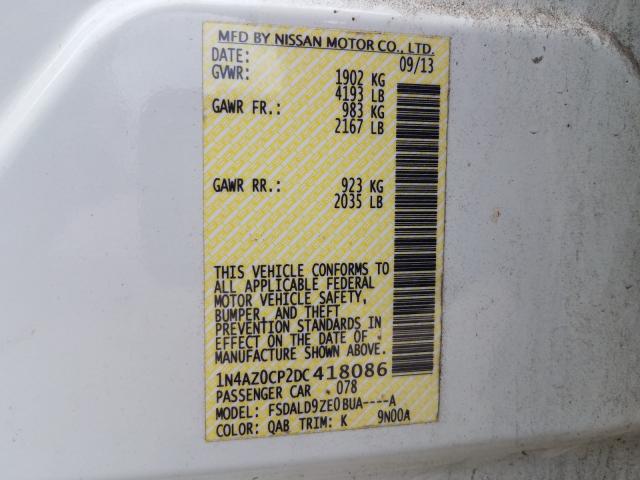 MFD BY NISSAN MOTOR CO., LTD.
DATE: 09/13
GVWR: 1902 KG
4193 LB
GAWR FR.: 983 KG
2167 LB
GAWR RR.: 923 KG
2035 LB
THIS VEHICLE CONFORMS TO
ALL APPLICABLE FEDERAL
MOTOR VEHICLE SAFETY,
BUMPER, AND THEFT
PREVENTION STANDARDS IN
EFFECT ON THE DATE OF
MANUFACTURE SHOWN ABOVE.
1N4AZ0CP2DC418086
PASSENGER CAR 078
MODEL: FSDALD9ZE0BUA----A
COLOR: QAB TRIM: K 9N00A